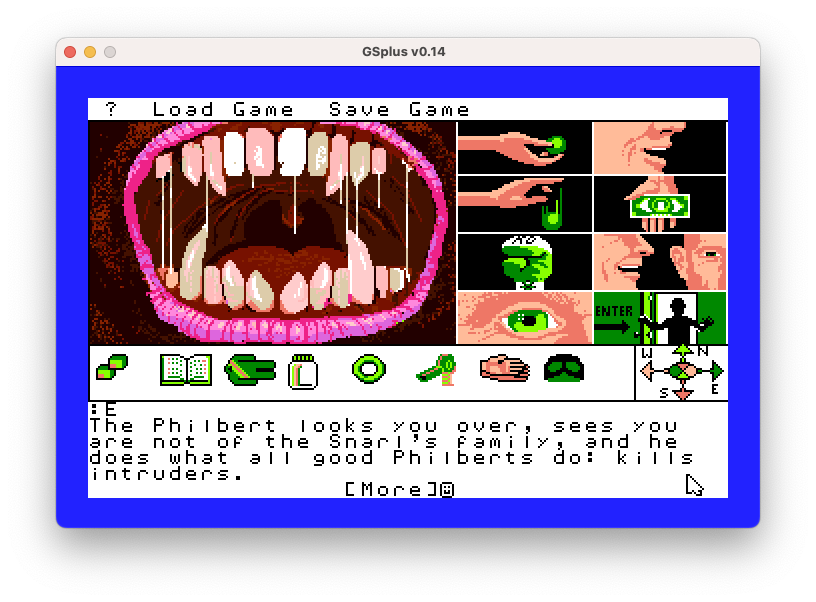 GSplus v0.14
? Load Game Save Game
ENTER
W N
S E
:E
The Philbert looks you over, sees you
are not of the Snarl's family, and he
does what all good Philberts do: kills
intruders.
[More]